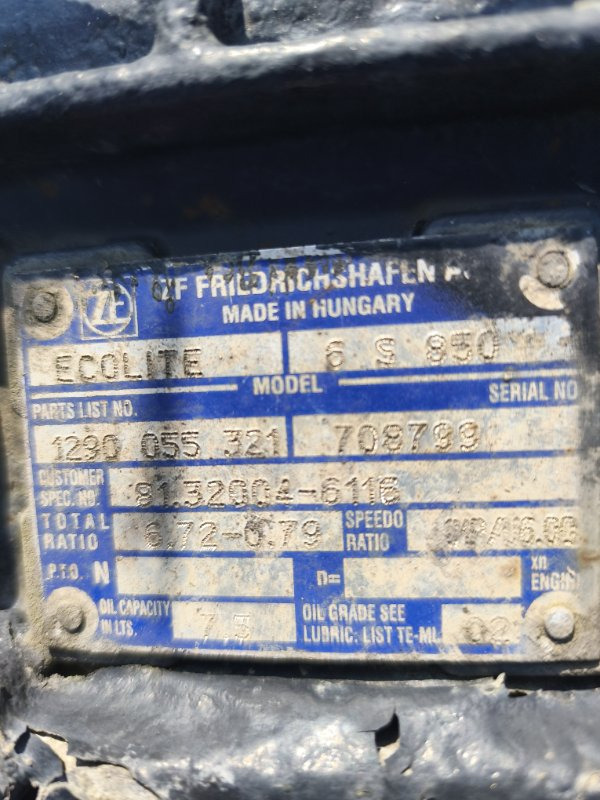 ZF
ZF FRIEDRICHSHAFEN
MADE IN HUNGARY
ECOLITE 6 S 850
MODEL
PARTS LIST NO. SERIAL NO
1290 055 321 708799
CUSTOMER SPEC. NO. 81.32004-6116
TOTAL RATIO 6.72-0.79 SPEEDO RATIO
P.T.O. N n= xn ENGINE
OIL CAPACITY IN LTS. 7,5 OIL GRADE SEE LUBRIC: LIST TE-ML 02